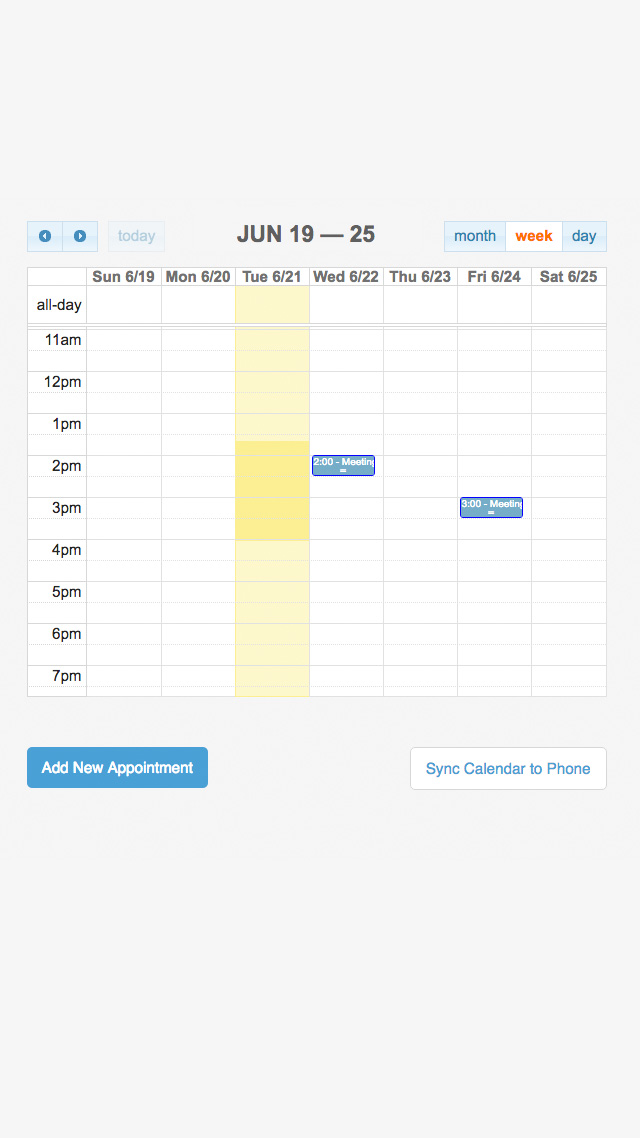 today
JUN 19 — 25
month week day
Sun 6/19 Mon 6/20 Tue 6/21 Wed 6/22 Thu 6/23 Fri 6/24 Sat 6/25
all-day
11am
12pm
1pm
2pm 2:00 - Meeting
3pm 3:00 - Meeting
4pm
5pm
6pm
7pm
Add New Appointment Sync Calendar to Phone